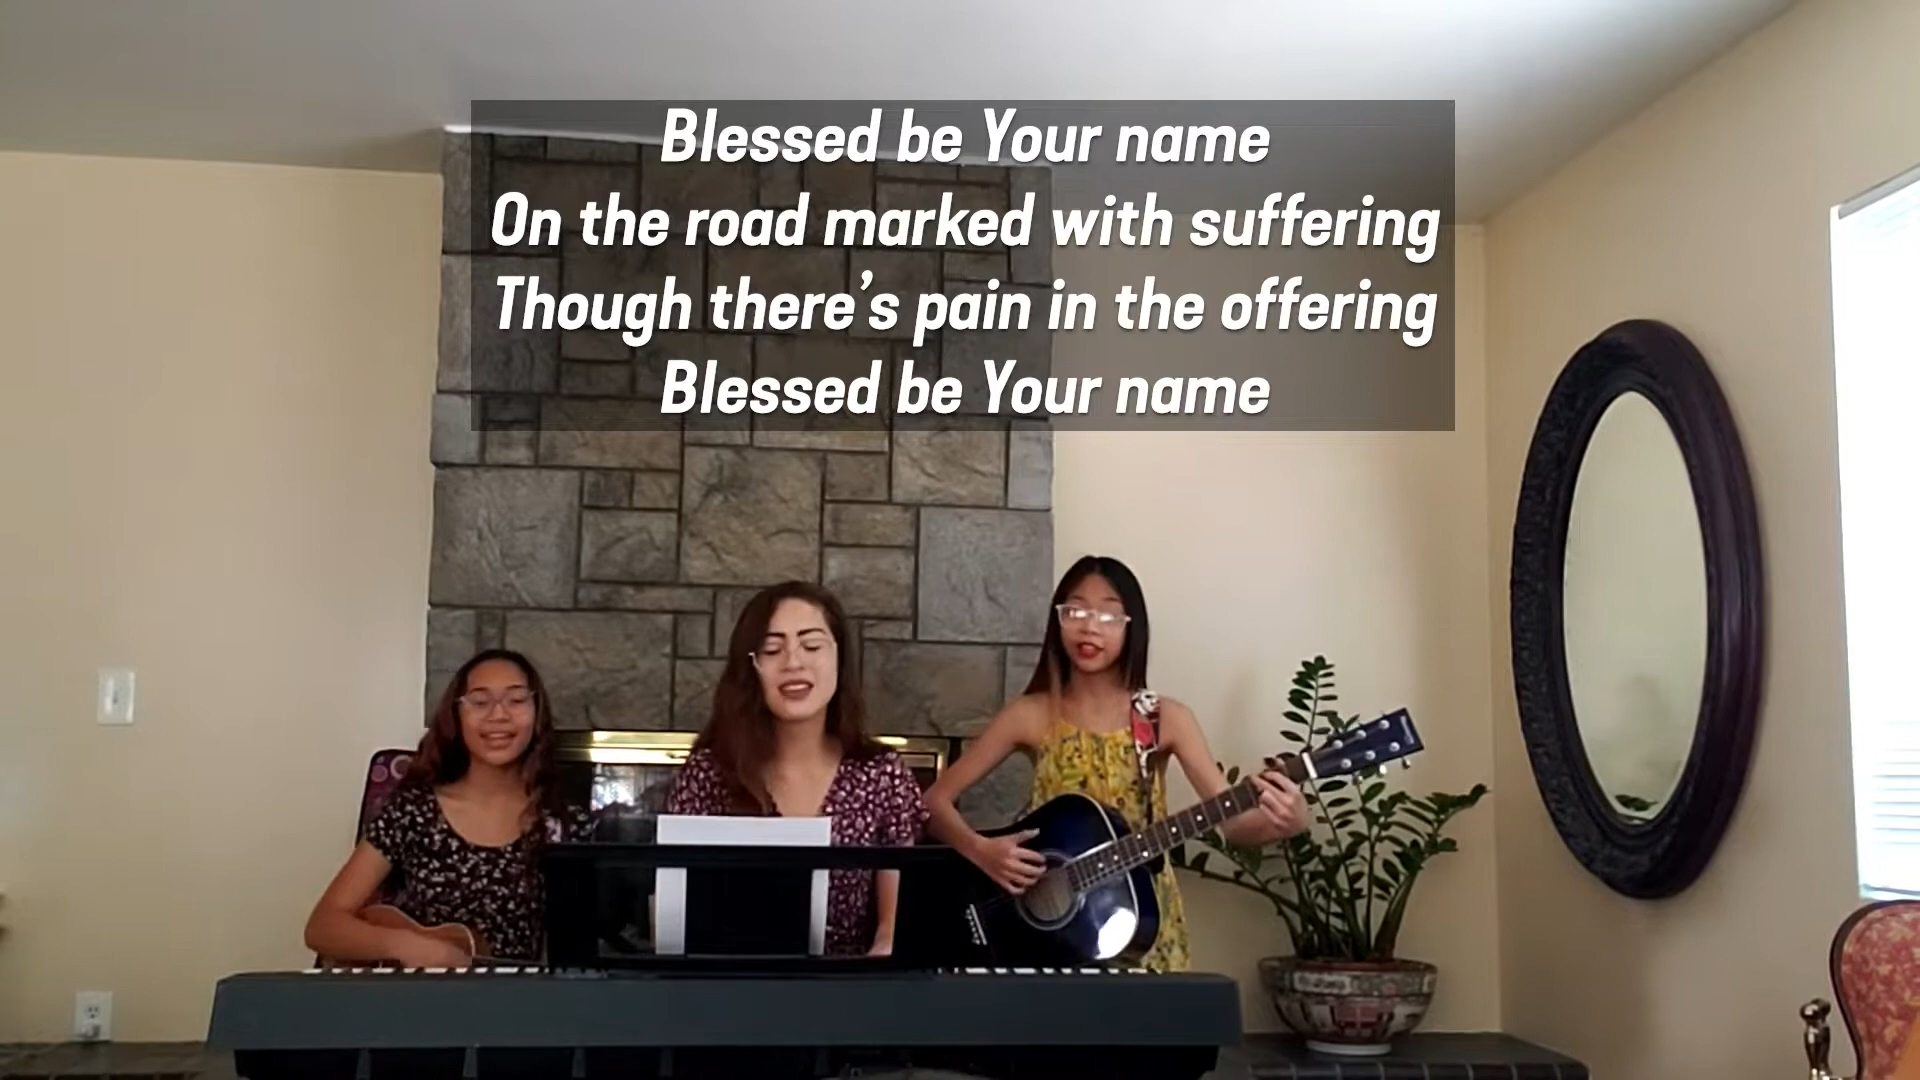 Blessed be Your name
On the road marked with suffering
Though there's pain in the offering
Blessed be Your name